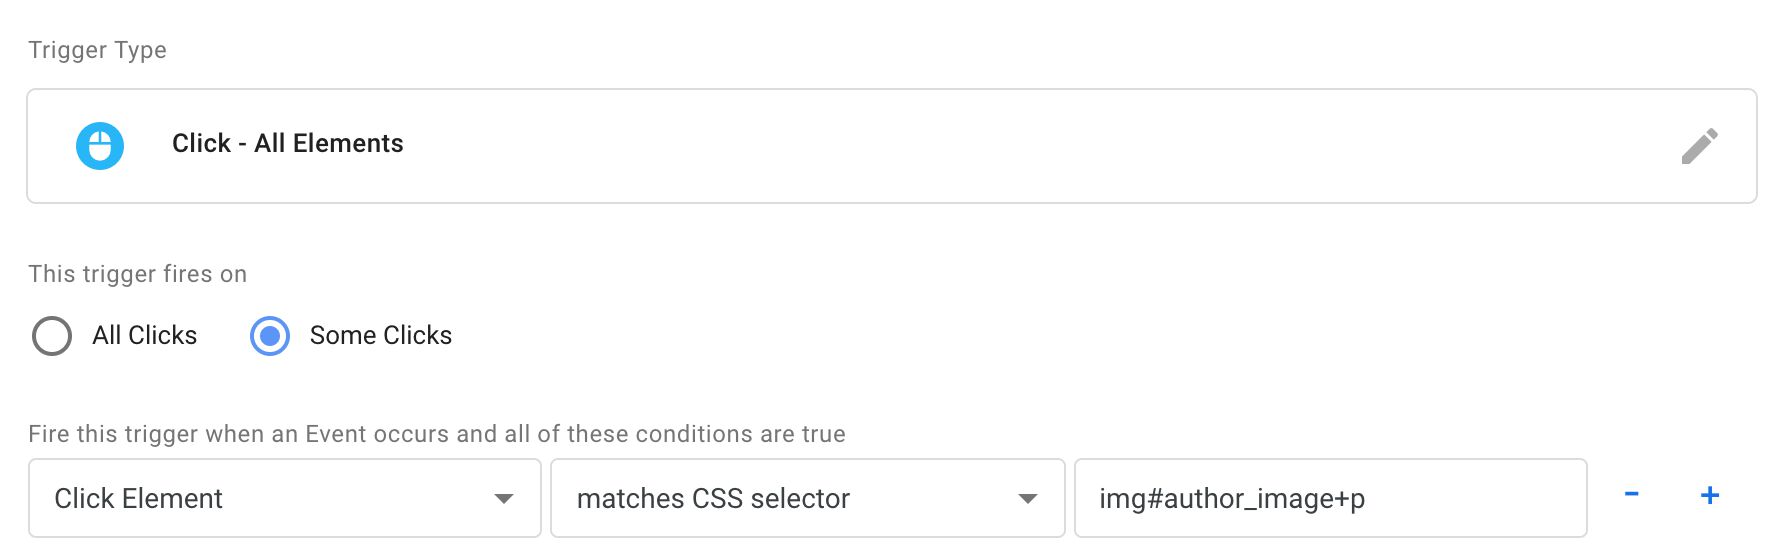 Trigger Type
Click - All Elements
This trigger fires on
All Clicks Some Clicks
Fire this trigger when an Event occurs and all of these conditions are true
Click Element matches CSS selector img#author_image+p